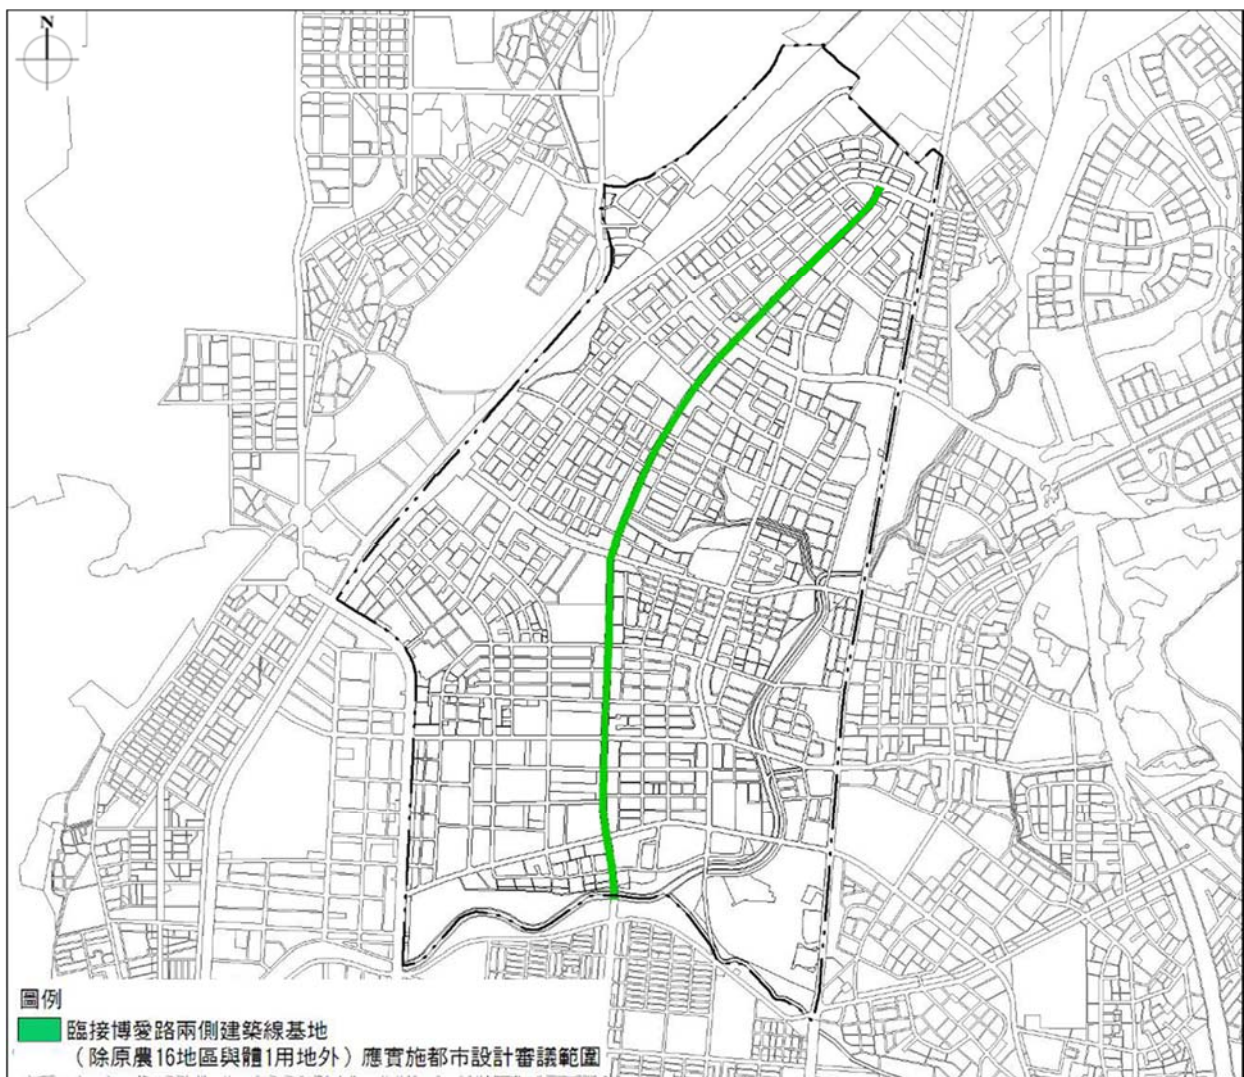 N
圖例
臨接博愛路兩側建築線基地
（除原農16地區與體1用地外）應實施都市設計審議範圍